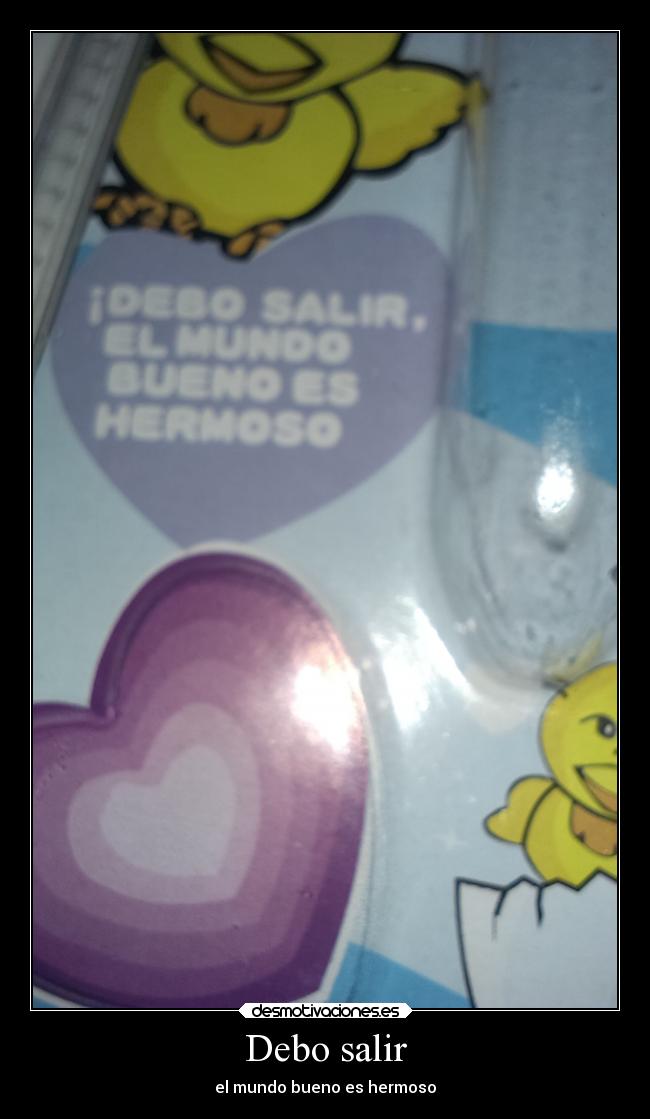 ¡DEBO SALIR,
EL MUNDO
BUENO ES
HERMOSO
desmotivaciones.es
Debo salir
el mundo bueno es hermoso